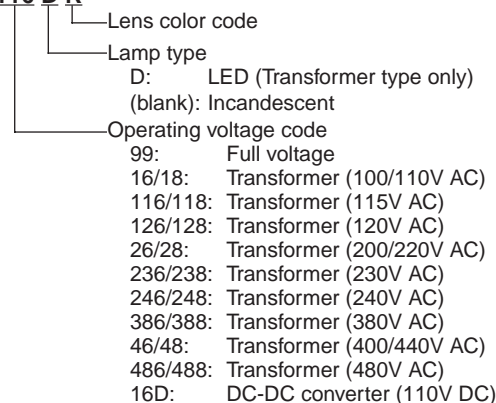 D R
Lens color code
Lamp type
D: LED (Transformer type only)
(blank): Incandescent
Operating voltage code
99: Full voltage
16/18: Transformer (100/110V AC)
116/118: Transformer (115V AC)
126/128: Transformer (120V AC)
26/28: Transformer (200/220V AC)
236/238: Transformer (230V AC)
246/248: Transformer (240V AC)
386/388: Transformer (380V AC)
46/48: Transformer (400/440V AC)
486/488: Transformer (480V AC)
16D: DC-DC converter (110V DC)